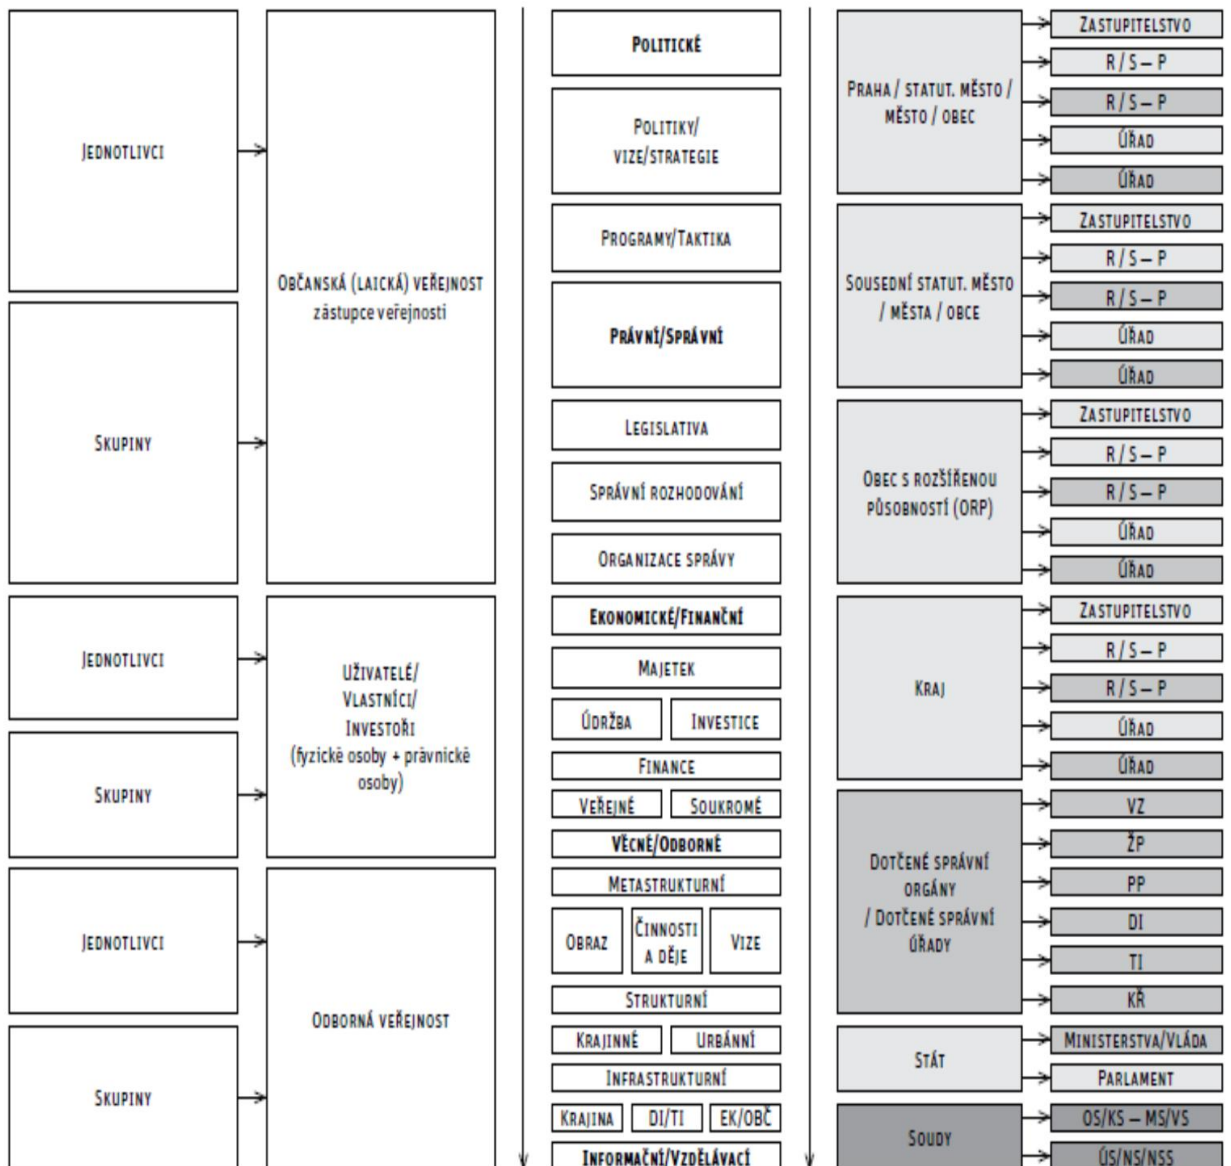 JEDNOTLIVCI
SKUPINY
OBČANSKÁ (LAICKÁ) VEŘEJNOST
zástupce veřejnosti
JEDNOTLIVCI
SKUPINY
UŽIVATELÉ/
VLASTNÍCI/
INVESTOŘI
(fyzické osoby + právnické
osoby)
JEDNOTLIVCI
SKUPINY
ODBORNÁ VEŘEJNOST
POLITICKÉ
POLITIKY/
VIZE/STRATEGIE
PROGRAMY/TAKTIKA
PRÁVNÍ/SPRÁVNÍ
LEGISLATIVA
SPRÁVNÍ ROZHODOVÁNÍ
ORGANIZACE SPRÁVY
EKONOMICKÉ/FINANČNÍ
MAJETEK
ÚDRŽBA INVESTICE
FINANCE
VEŘEJNÉ SOUKROMÉ
VĚCNÉ/ODBORNÉ
METASTRUKTURNÍ
OBRAZ
ČINNOSTI
A DĚJE
VIZE
STRUKTURNÍ
KRAJINNÉ URBÁNNÍ
INFRASTRUKTURNÍ
KRAJINA DI/TI EK/OBČ
INFORMAČNÍ/VZDĚLÁVACÍ
PRAHA / STATUT. MĚSTO /
MĚSTO / OBEC
ZASTUPITELSTVO
R / S – P
R / S – P
ÚŘAD
ÚŘAD
SOUSEDNÍ STATUT. MĚSTO
/ MĚSTA / OBCE
ZASTUPITELSTVO
R / S – P
R / S – P
ÚŘAD
ÚŘAD
OBEC S ROZŠÍŘENOU
PŮSOBNOSTÍ (ORP)
ZASTUPITELSTVO
R / S – P
R / S – P
ÚŘAD
ÚŘAD
KRAJ
ZASTUPITELSTVO
R / S – P
R / S – P
ÚŘAD
ÚŘAD
DOTČENÉ SPRÁVNÍ
ORGÁNY
/ DOTČENÉ SPRÁVNÍ
ÚŘADY
VZ
ŽP
PP
DI
TI
KŘ
STÁT
MINISTERSTVA/VLÁDA
PARLAMENT
SOUDY
OS/KS – MS/VS
ÚS/NS/NSS